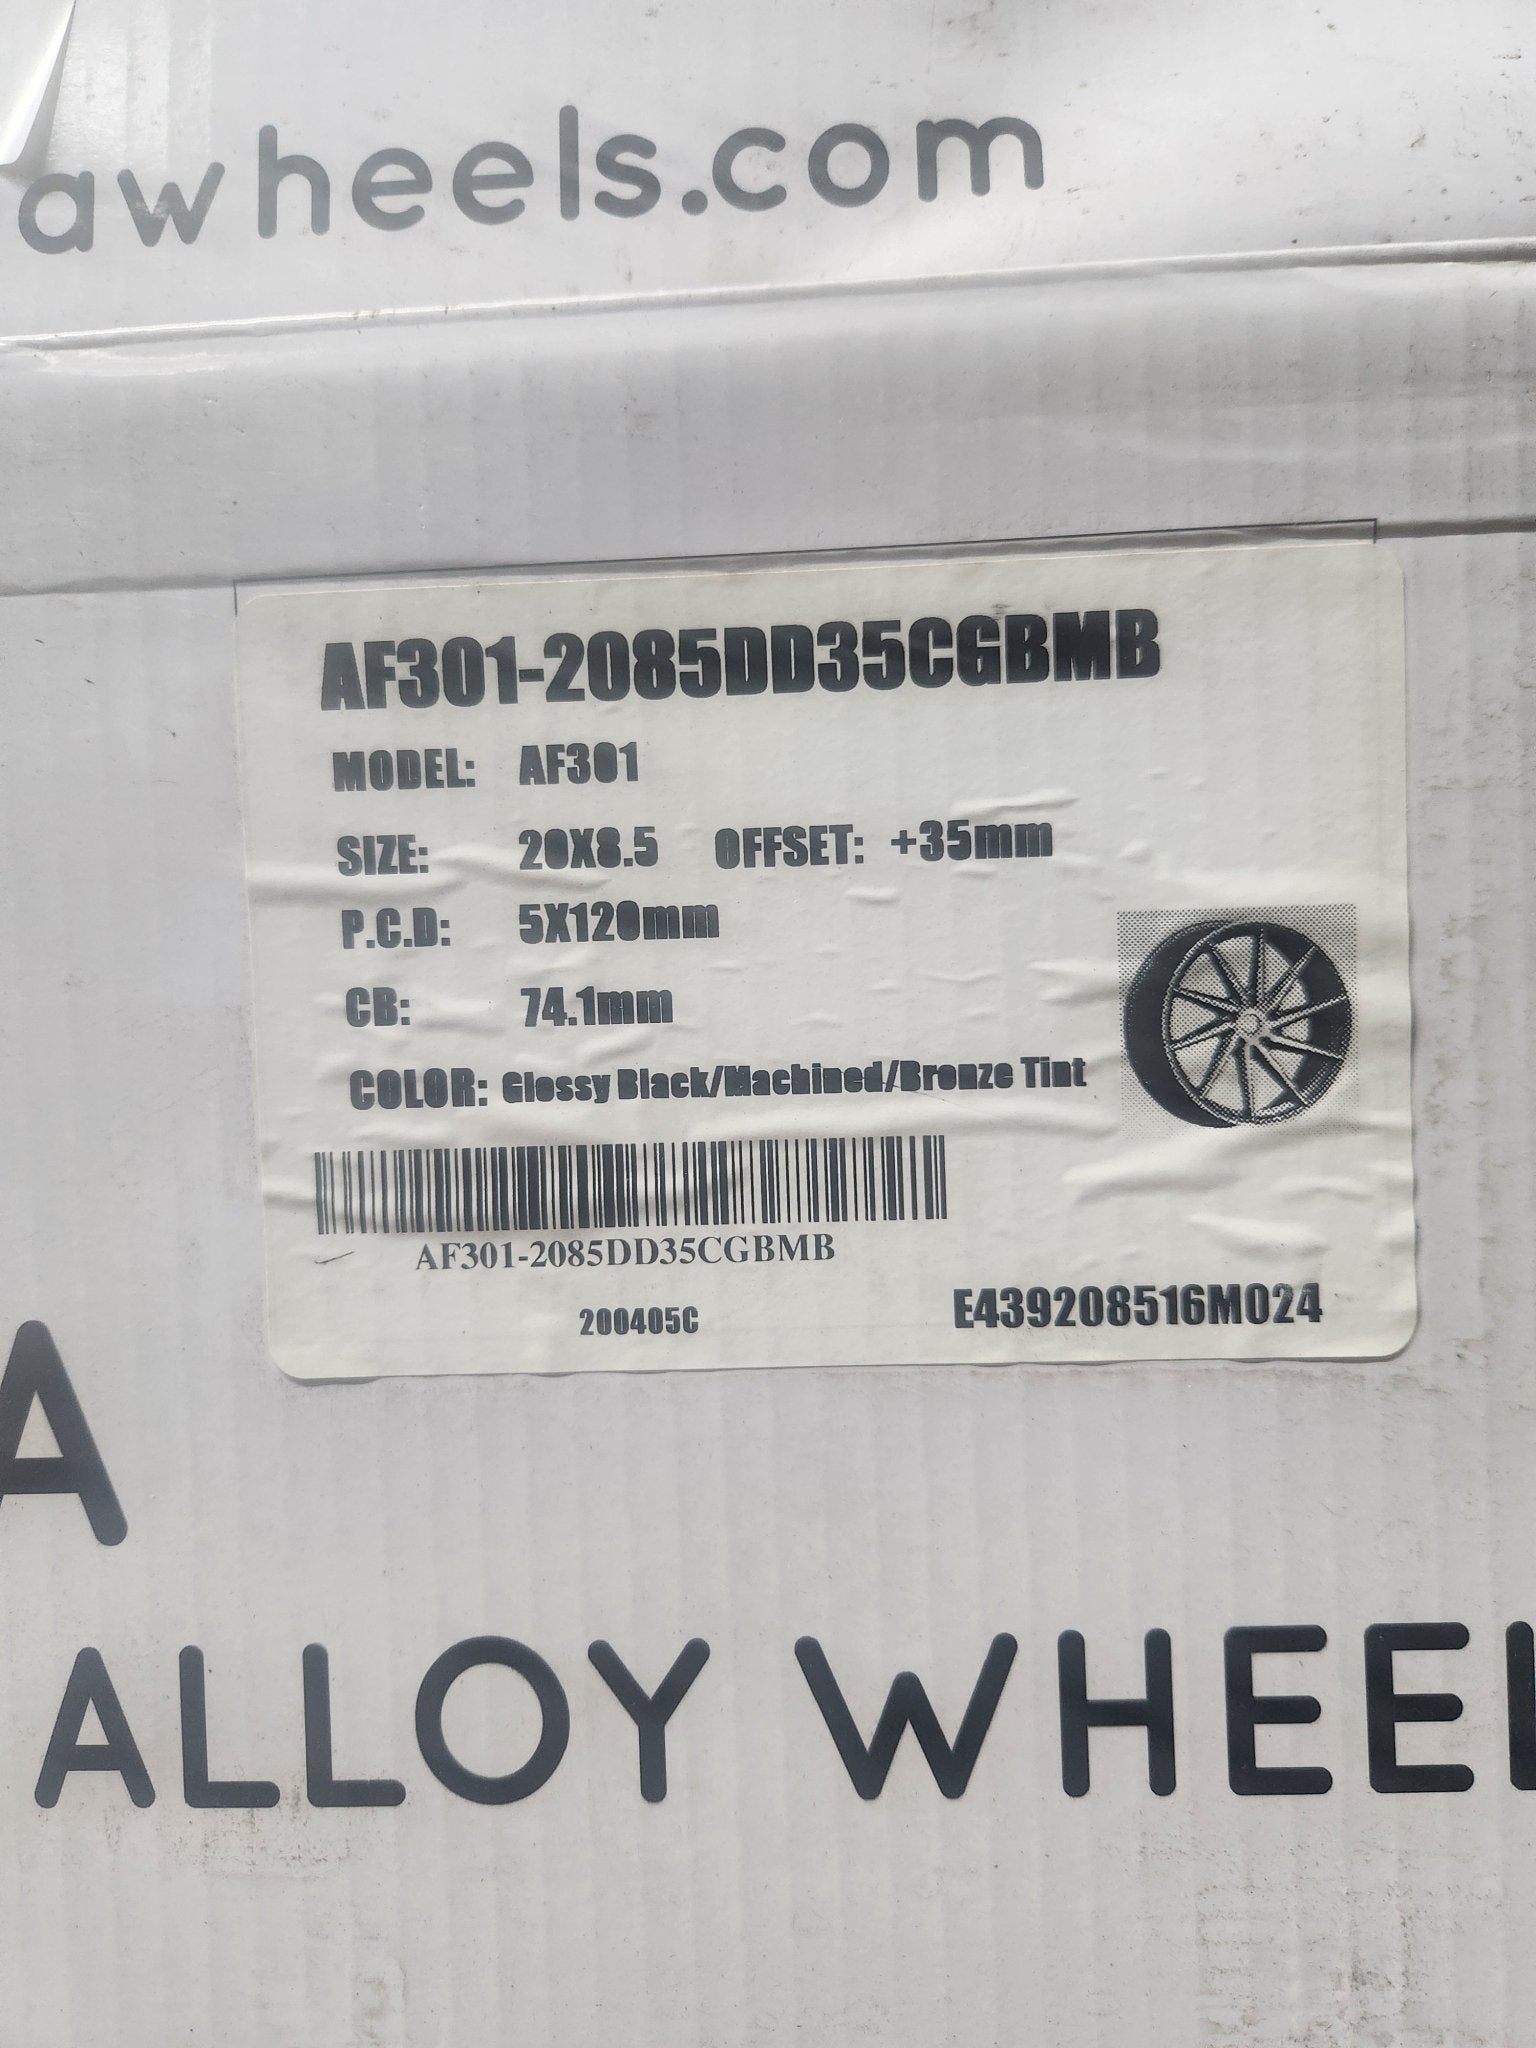 awheels.com
AF301-2085DD35CGBMB
MODEL: AF301
SIZE: 20X8.5 OFFSET: +35mm
P.C.D: 5X120mm
CB: 74.1mm
COLOR: Glossy Black/Machined/Bronze Tint
AF301-2085DD35CGBMB
200405C E439208516M024
A
ALLOY WHEE